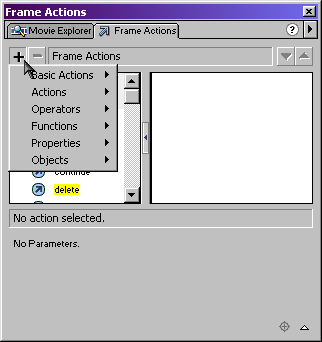 Frame Actions
Movie Explorer Frame Actions ?
+ − Frame Actions
Basic Actions
Actions
Operators
Functions
Properties
Objects
continue
delete
No action selected.
No Parameters.